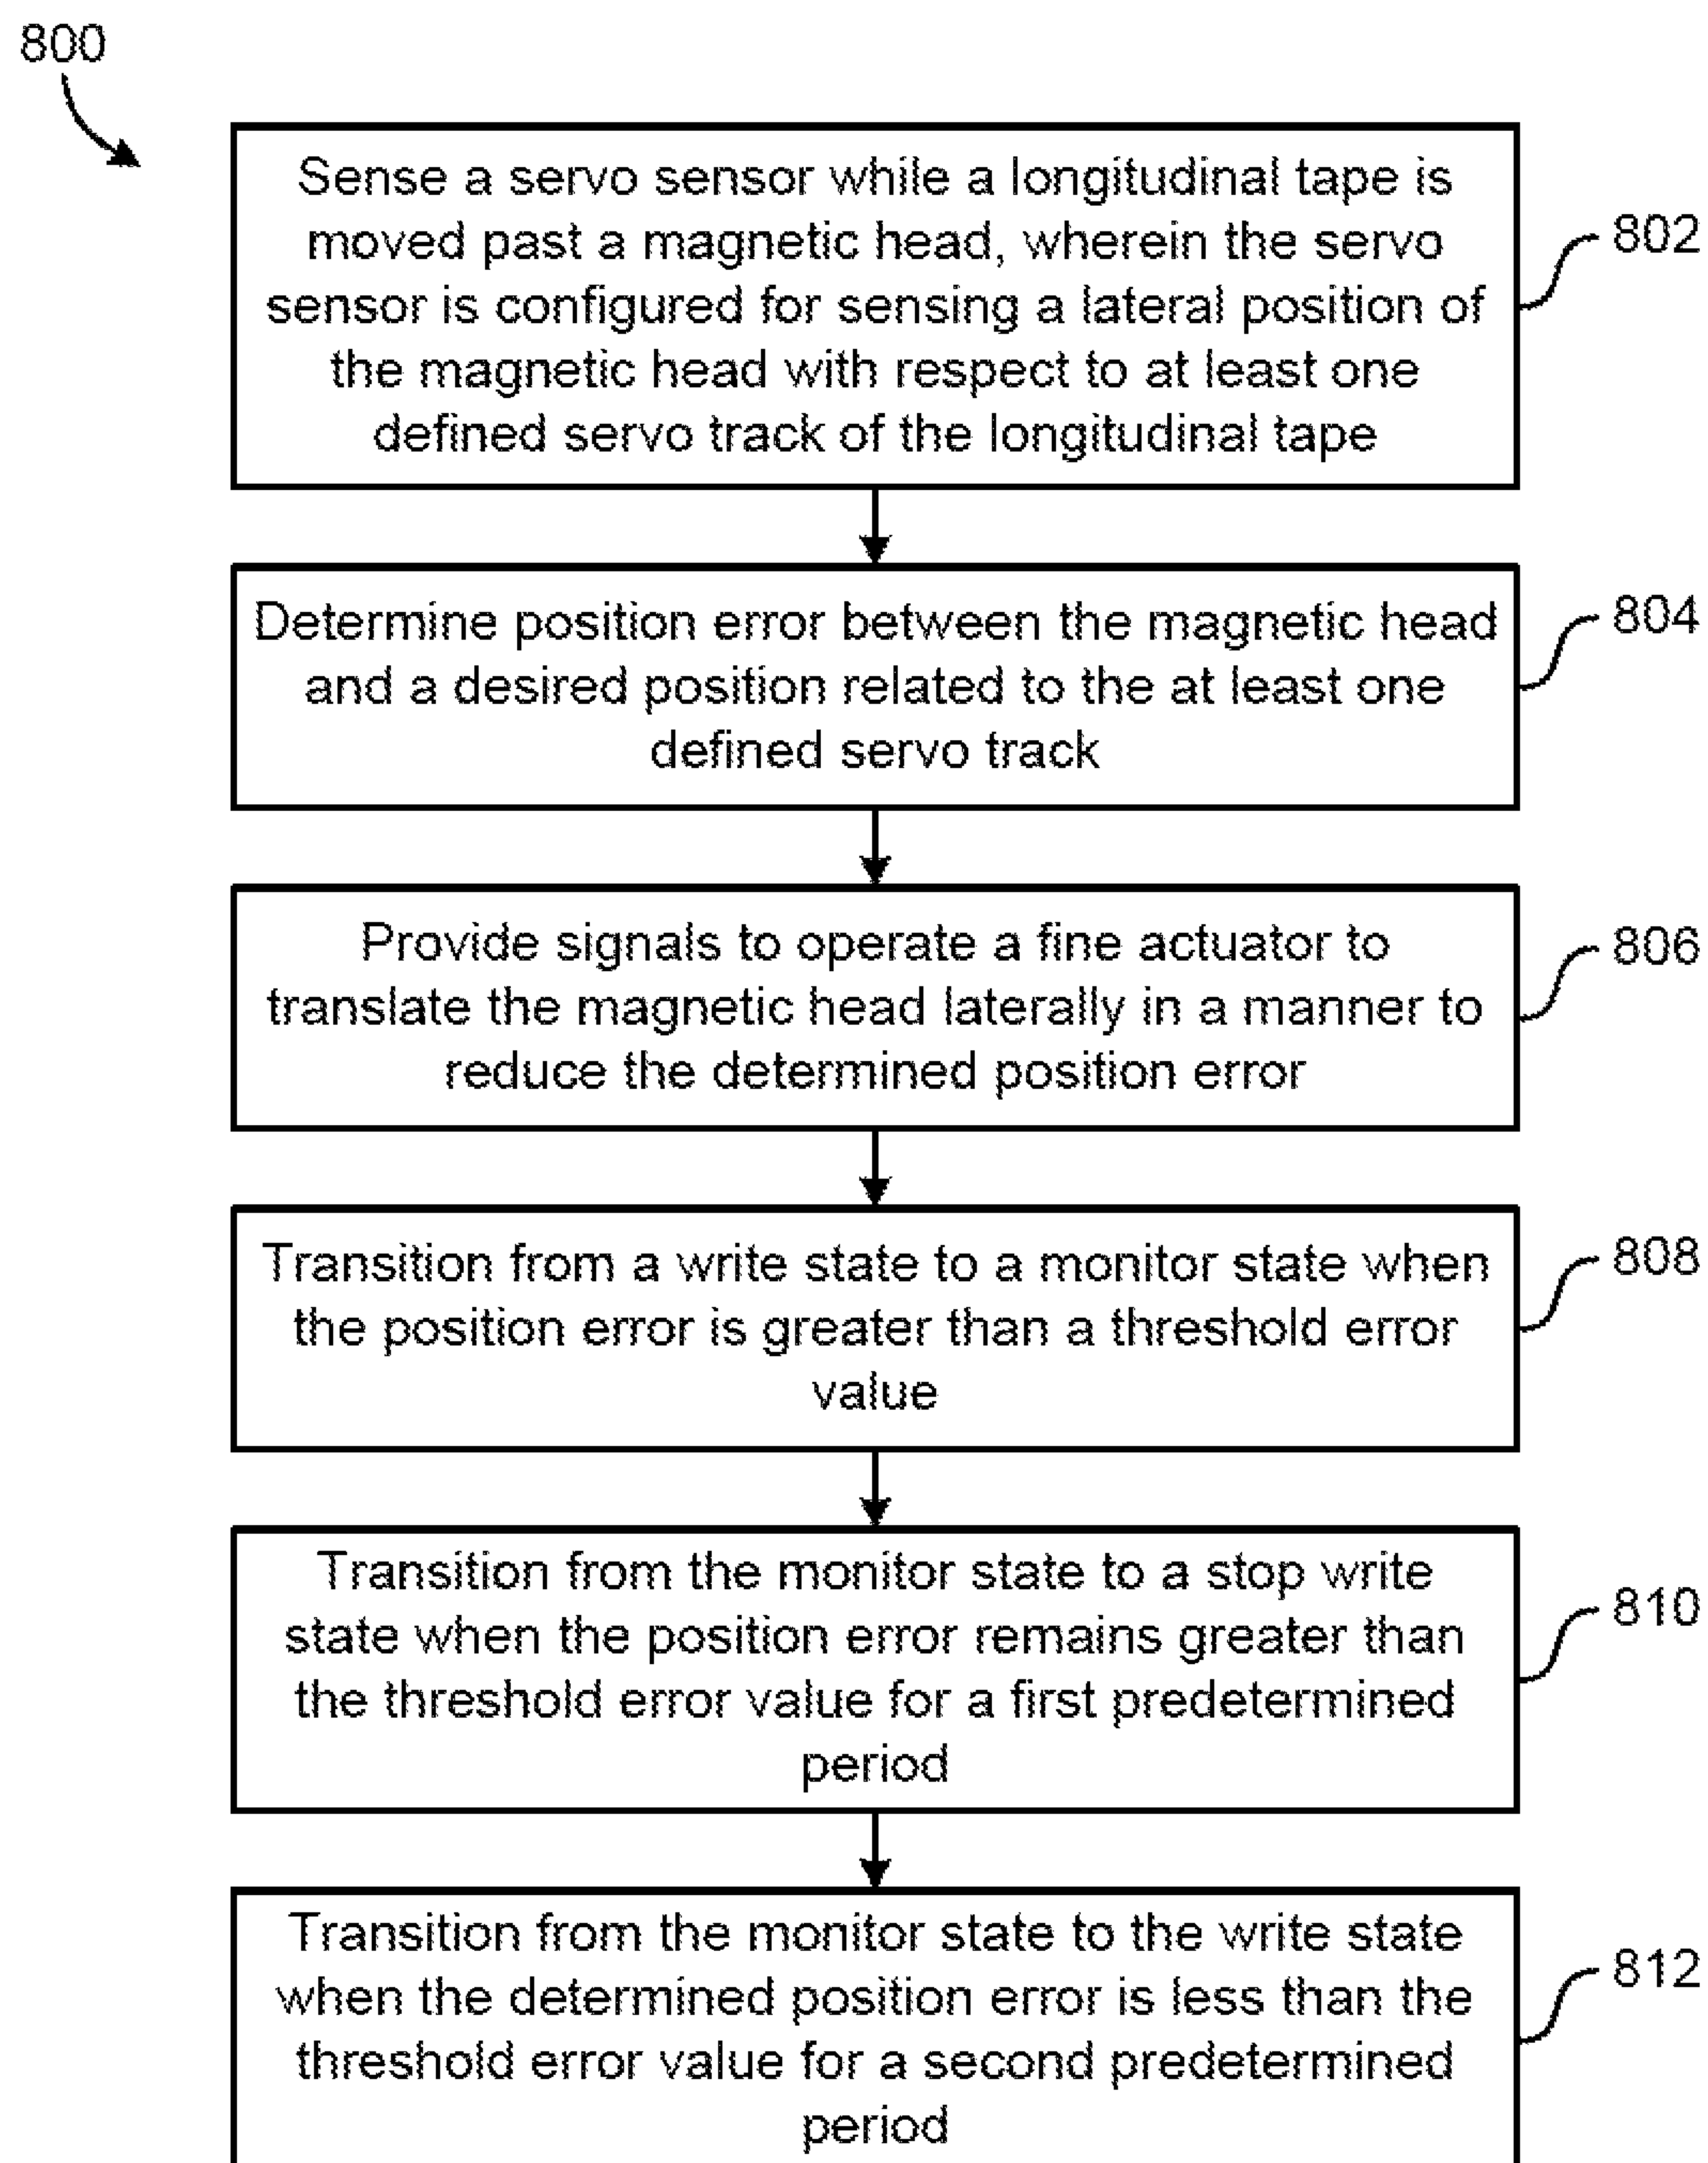 800
Sense a servo sensor while a longitudinal tape is
moved past a magnetic head, wherein the servo
sensor is configured for sensing a lateral position of
the magnetic head with respect to at least one
defined servo track of the longitudinal tape
802
Determine position error between the magnetic head
and a desired position related to the at least one
defined servo track
804
Provide signals to operate a fine actuator to
translate the magnetic head laterally in a manner to
reduce the determined position error
806
Transition from a write state to a monitor state when
the position error is greater than a threshold error
value
808
Transition from the monitor state to a stop write
state when the position error remains greater than
the threshold error value for a first predetermined
period
810
Transition from the monitor state to the write state
when the determined position error is less than the
threshold error value for a second predetermined
period
812